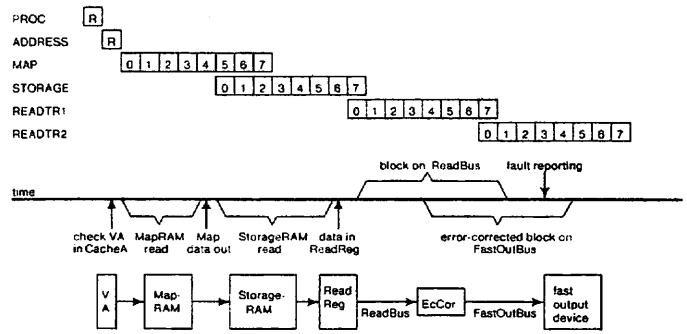 PROC R
ADDRESS R
MAP 0 1 2 3 4 5 6 7
STORAGE 0 1 2 3 4 5 6 7
READTR1 0 1 2 3 4 5 6 7
READTR2 0 1 2 3 4 5 6 7
block on ReadBus
fault reporting
time
check VA
in CacheA
MapRAM
read
Map
data out
StorageRAM
read
data in
ReadReg
error-corrected block on
FastOutBus
V
A
Map-
RAM
Storage-
RAM
Read
Reg
ReadBus
EcCor
FastOutBus
fast
output
device